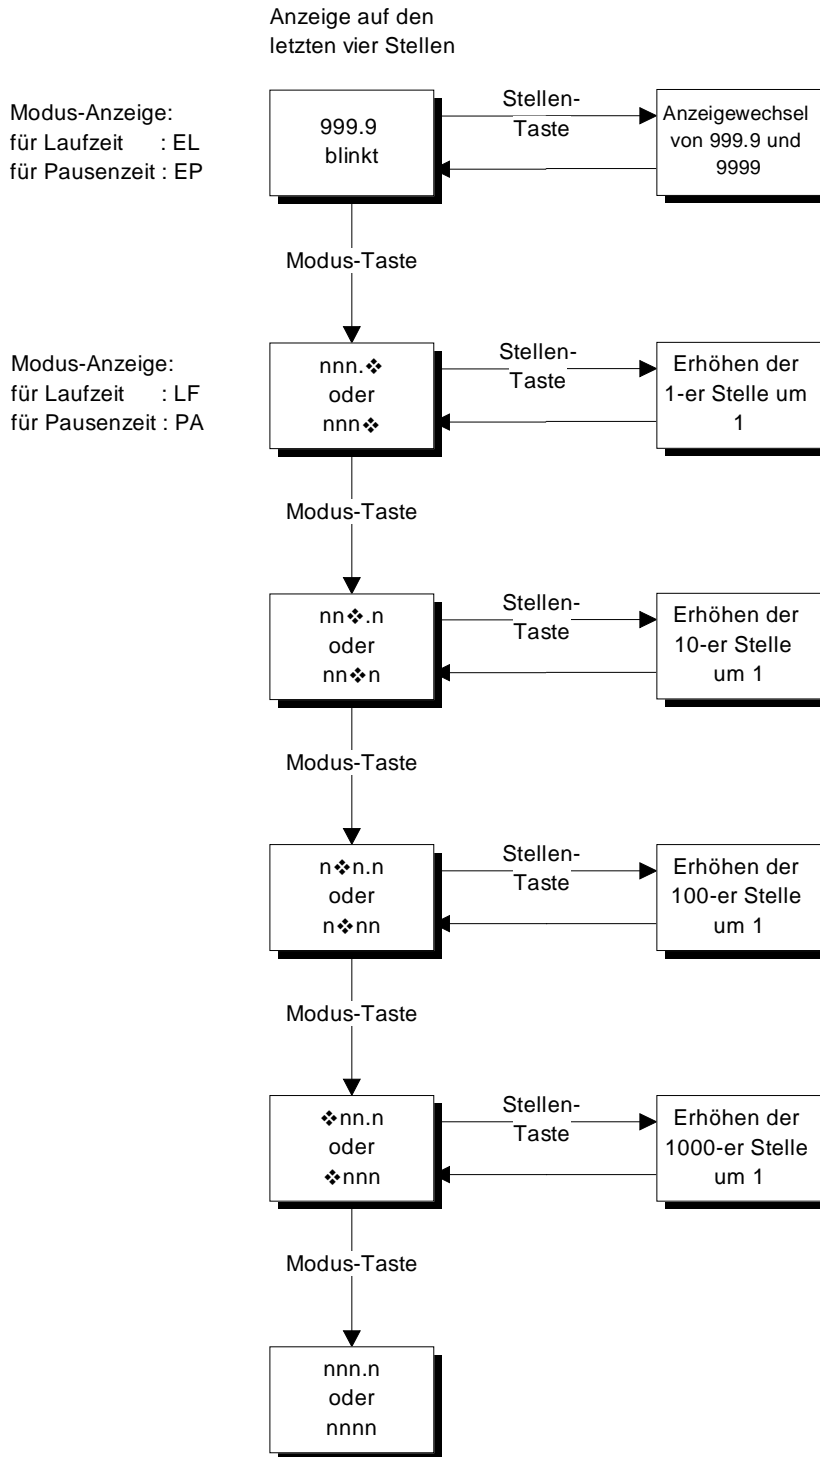 Anzeige auf den
letzten vier Stellen
Modus-Anzeige:
für Laufzeit : EL
für Pausenzeit : EP
999.9
blinkt
Stellen-
Taste
Anzeigewechsel
von 999.9 und
9999
Modus-Taste
Modus-Anzeige:
für Laufzeit : LF
für Pausenzeit : PA
nnn.❖
oder
nnn❖
Stellen-
Taste
Erhöhen der
1-er Stelle um
1
Modus-Taste
nn❖.n
oder
nn❖n
Stellen-
Taste
Erhöhen der
10-er Stelle
um 1
Modus-Taste
n❖n.n
oder
n❖nn
Stellen-
Taste
Erhöhen der
100-er Stelle
um 1
Modus-Taste
❖nn.n
oder
❖nnn
Stellen-
Taste
Erhöhen der
1000-er Stelle
um 1
Modus-Taste
nnn.n
oder
nnnn